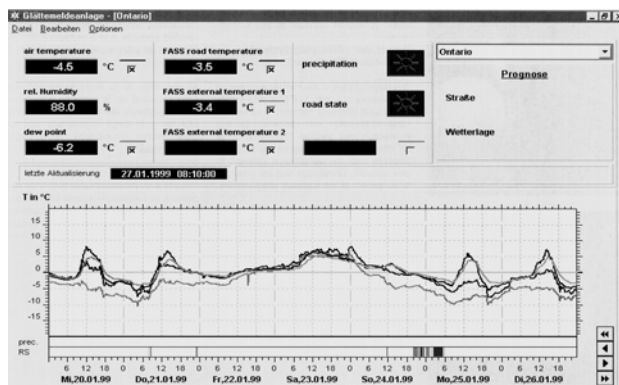 Glättemeldeanlage - [Ontario]
Datei Bearbeiten Optionen
air temperature FASS road temperature
-4.5 °C -3.5 °C precipitation
Ontario
Prognose
rel. Humidity FASS external temperature 1
88.0 % -3.4 °C road state
Straße
dew point FASS external temperature 2
-6.2 °C °C
Wetterlage
letzte Aktualisierung 27.01.1999 08:10:00
T in °C
15
10
5
0
-5
-10
-15
prec.
RS
6 12 18 0 6 12 18 0 6 12 18 0 6 12 18 0 6 12 18 0 6 12 18 0 6 12 18
Mi,20.01.99 Do,21.01.99 Fr,22.01.99 Sa,23.01.99 So,24.01.99 Mo,25.01.99 Di,26.01.99